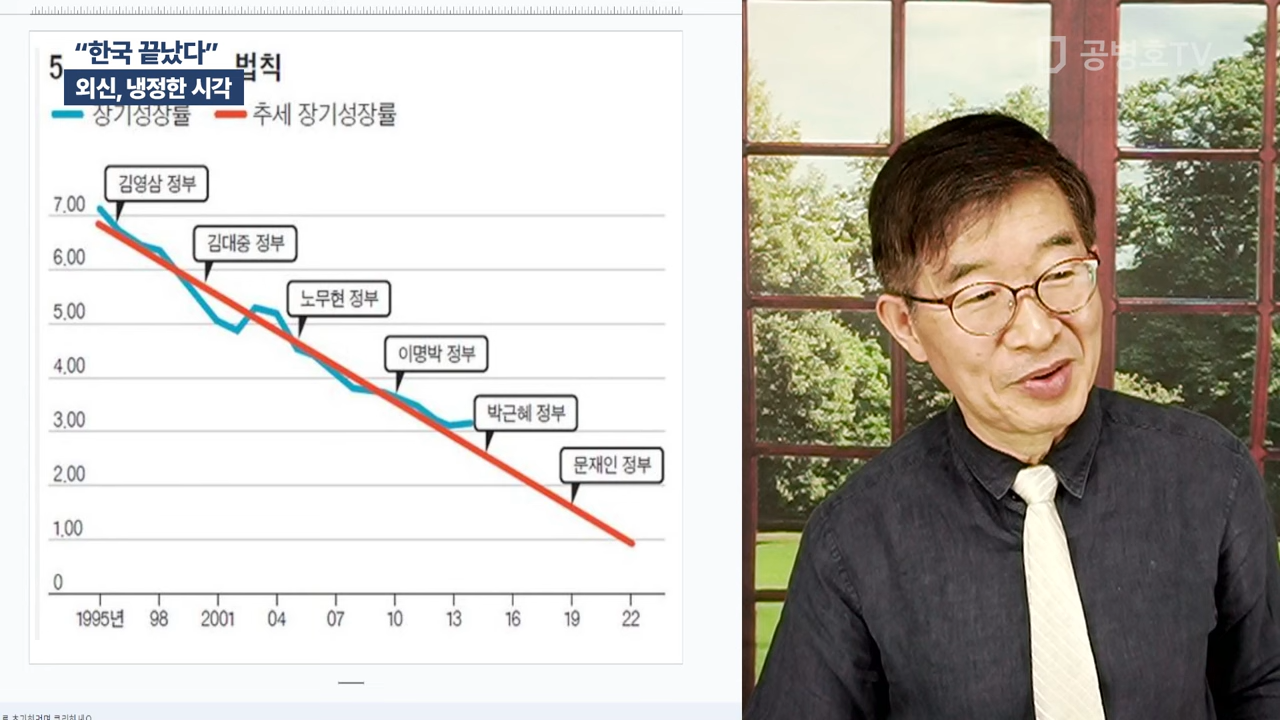 “한국 끝났다”
외신, 냉정한 시각
5 법칙
장기성장률 추세 장기성장률
공병호TV
김영삼 정부
7.00
김대중 정부
6.00
노무현 정부
5.00
이명박 정부
4.00
박근혜 정부
3.00
문재인 정부
2.00
1.00
0
1995년 98 2001 04 07 10 13 16 19 22